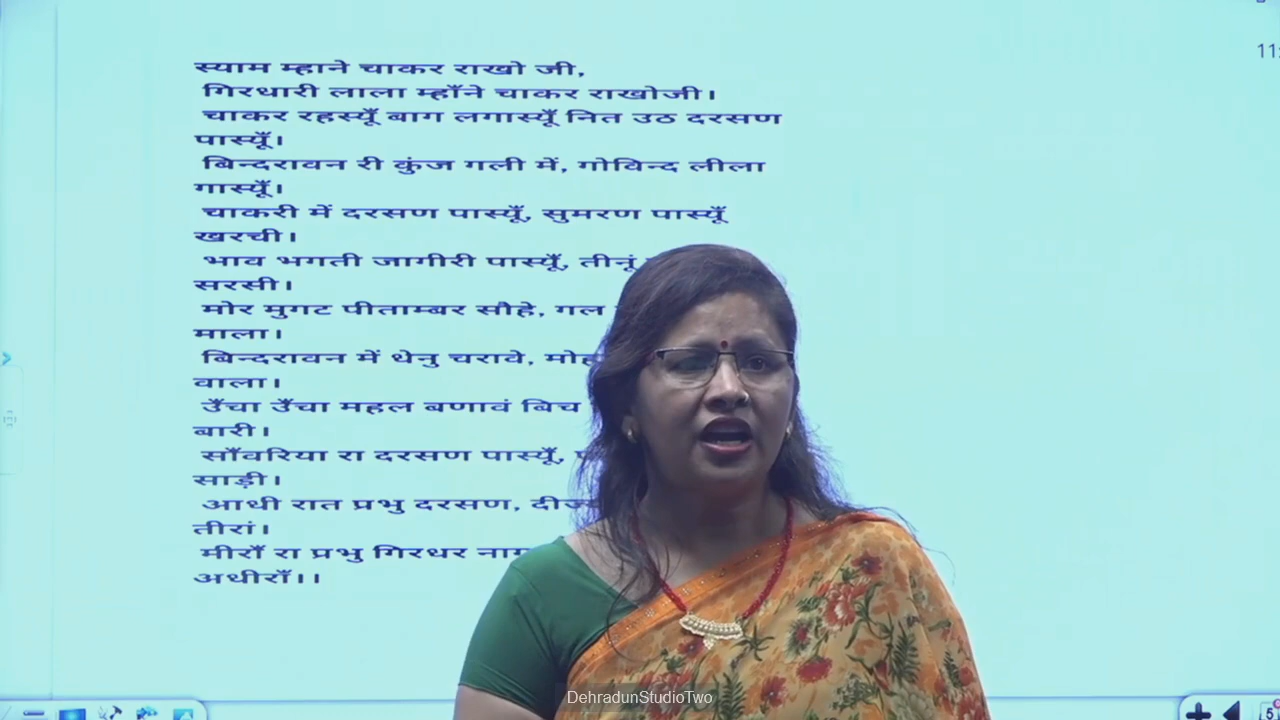 स्याम म्हाने चाकर राखो जी,
गिरधारी लाला म्हाँने चाकर राखोजी।
चाकर रहस्यूँ बाग लगास्यूँ नित उठ दरसण
पास्यूँ।
बिन्दरावन री कुंज गली में, गोविन्द लीला
गास्यूँ।
चाकरी में दरसण पास्यूँ, सुमरण पास्यूँ
खरची।
भाव भगती जागीरी पास्यूँ, तीनूं
सरसी।
मोर मुगट पीताम्बर सौहे, गल
माला।
बिन्दरावन में धेनु चरावे,
वाला।
उँचा उँचा महल बणावं बिच
बारी।
साँवरिया रा दरसण पास्यूँ,
साड़ी।
आधी रात प्रभु दरसण,
तीरां।
मीराँ रा प्रभु गिरधर
अधीराँ।।
11:
DehradunStudioTwo